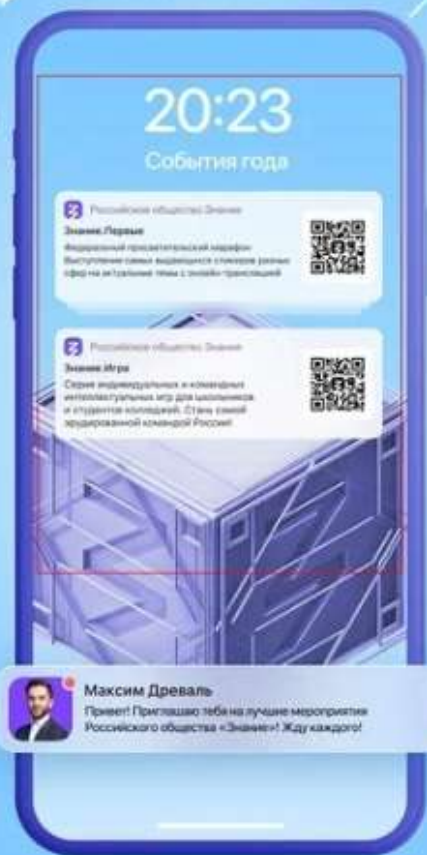 20:23
События года
Российское общество Знание
Знание.Первые
Федеральный просветительский марафон
Выступление самых выдающихся спикеров разных
сфер на актуальные темы с онлайн-трансляцией
Российское общество Знание
Знание.Игра
Серия индивидуальных и командных
интеллектуальных игр для школьников
и студентов колледжей. Стань самой
эрудированной командой России!
Максим Древаль
Привет! Приглашаю тебя на лучшие мероприятия
Российского общества «Знание»! Жду каждого!